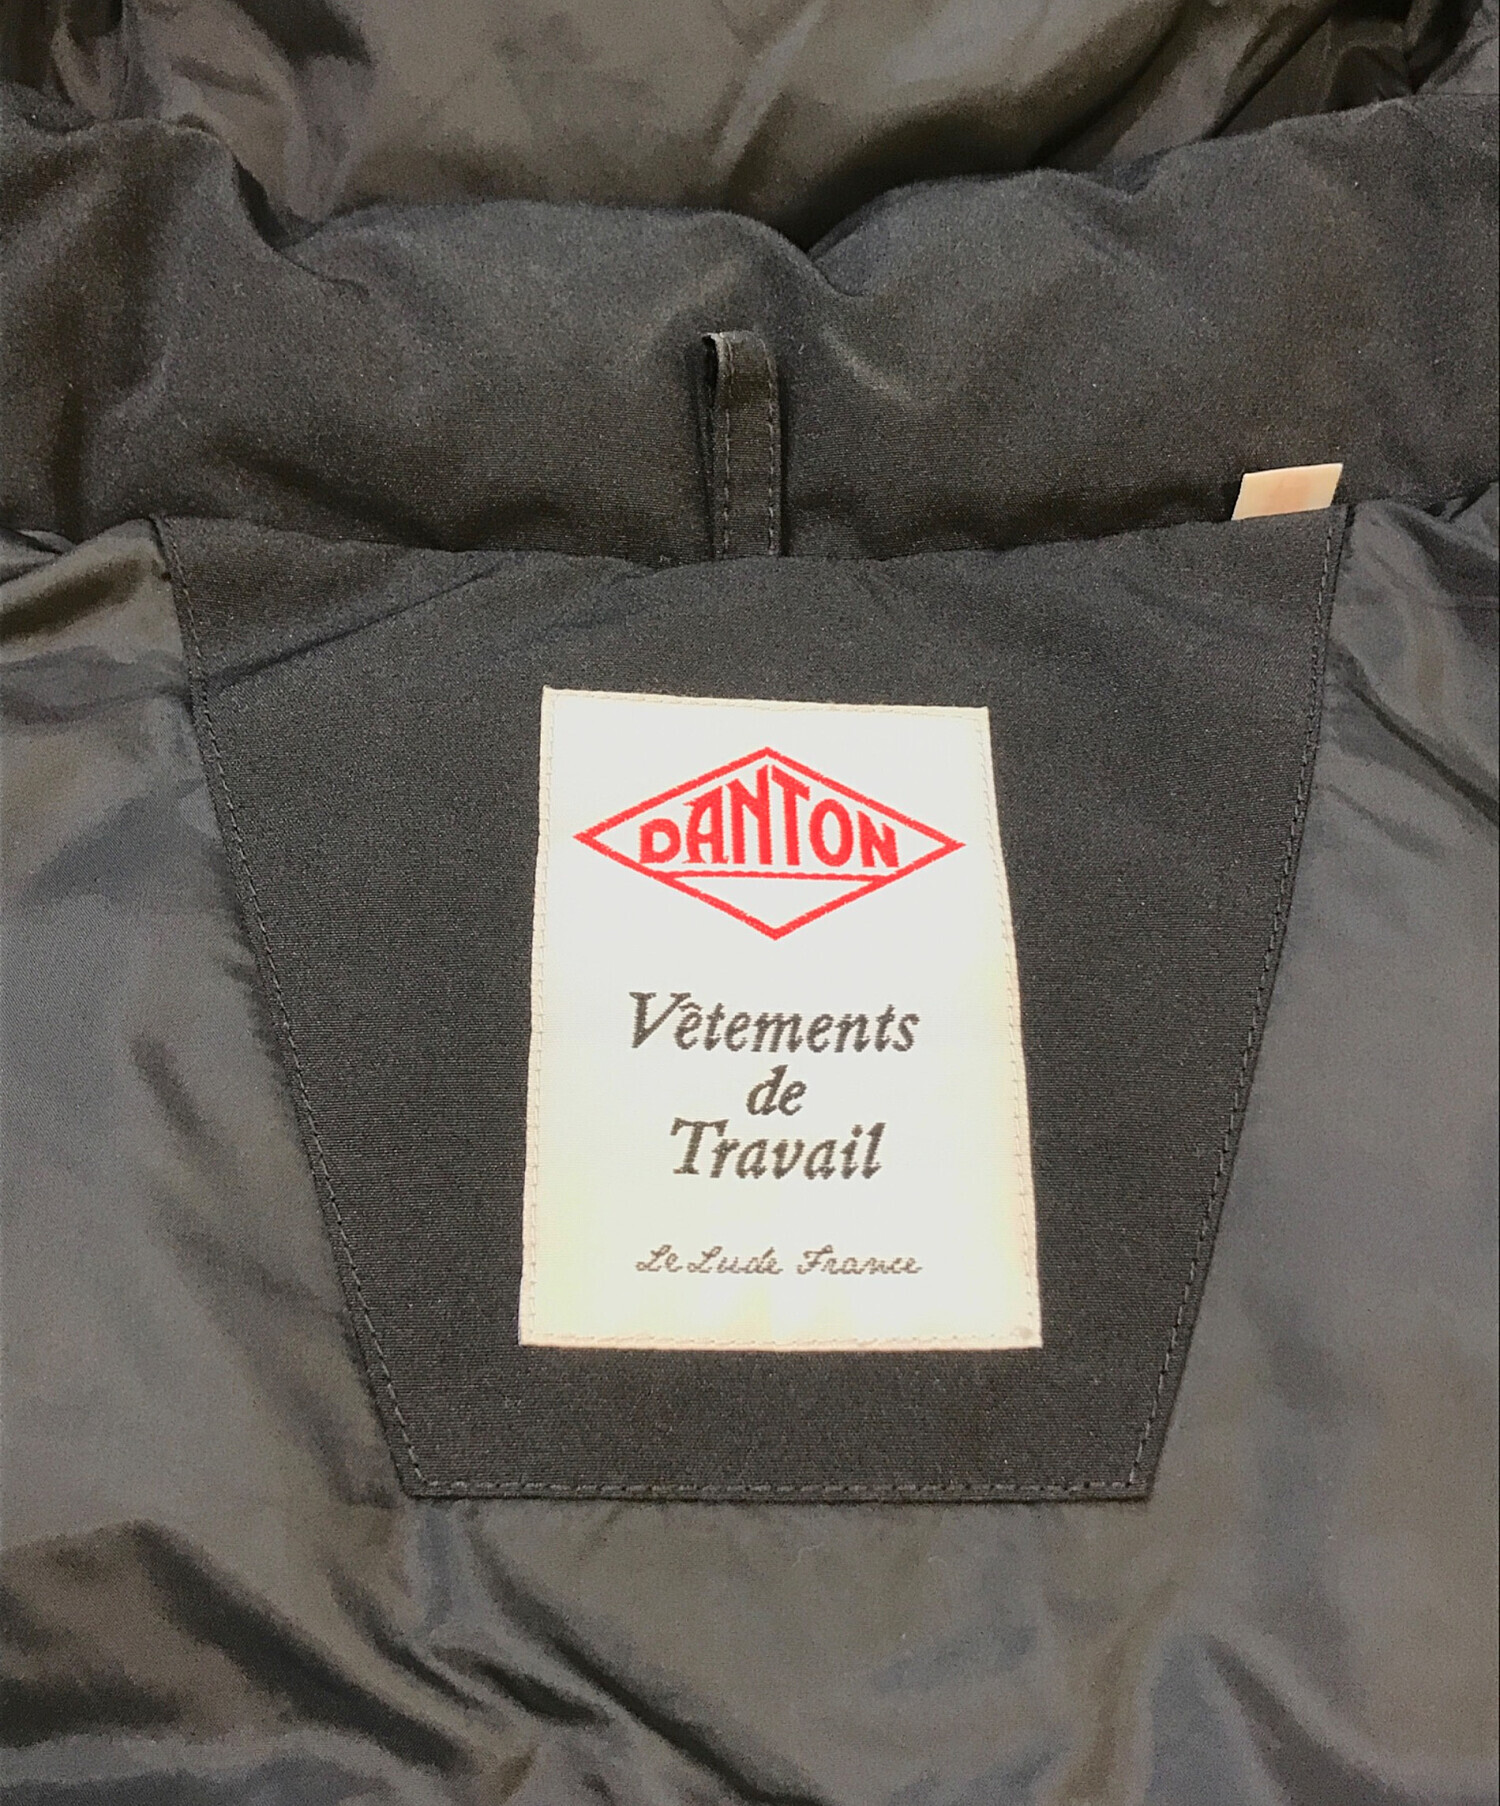 DANTON
Vêtements
de
Travail
Le Lude France